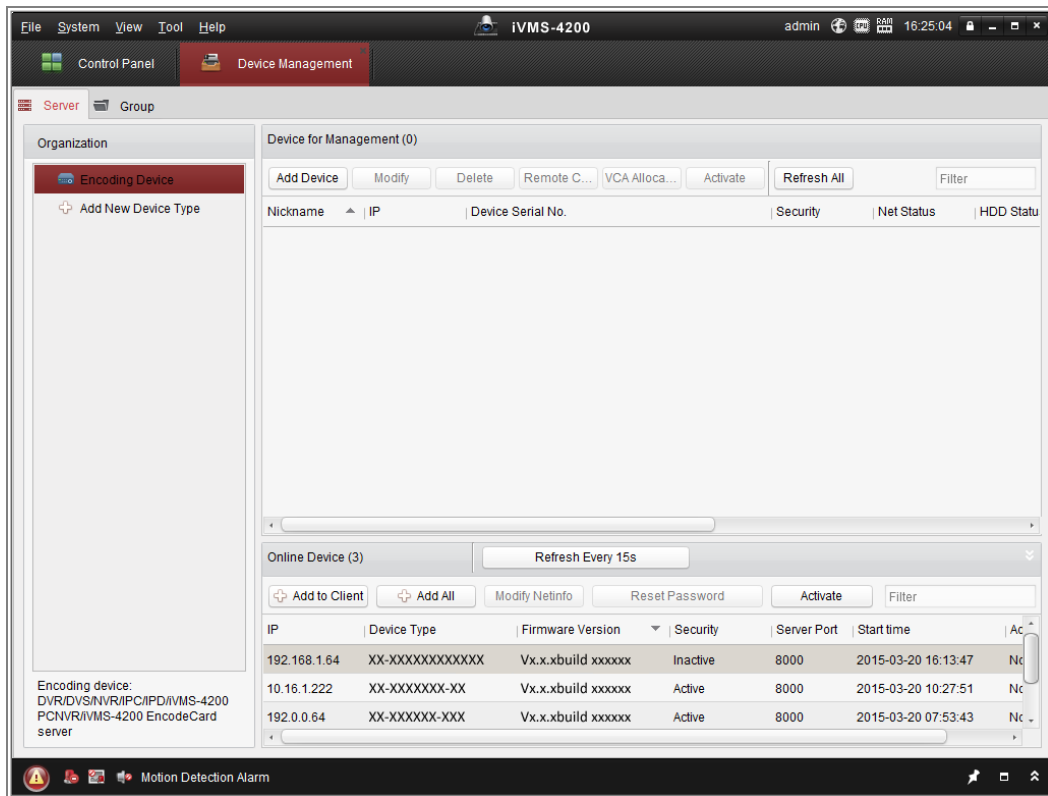 File System View Tool Help iVMS-4200 admin CPU RAM 16:25:04
Control Panel Device Management
Server Group
Organization
Encoding Device
Add New Device Type
Encoding device:
DVR/DVS/NVR/IPC/IPD/iVMS-4200
PCNVR/iVMS-4200 EncodeCard
server
Device for Management (0)
Add Device Modify Delete Remote C... VCA Alloca... Activate Refresh All Filter
Nickname IP Device Serial No. Security Net Status HDD Statu
Online Device (3) Refresh Every 15s
Add to Client Add All Modify Netinfo Reset Password Activate Filter
IP Device Type Firmware Version Security Server Port Start time Ac
192.168.1.64 XX-XXXXXXXXXXXX Vx.x.xbuild xxxxxx Inactive 8000 2015-03-20 16:13:47 No
10.16.1.222 XX-XXXXXXX-XX Vx.x.xbuild xxxxxx Active 8000 2015-03-20 10:27:51 No
192.0.0.64 XX-XXXXXX-XXX Vx.x.xbuild xxxxxx Active 8000 2015-03-20 07:53:43 No
Motion Detection Alarm